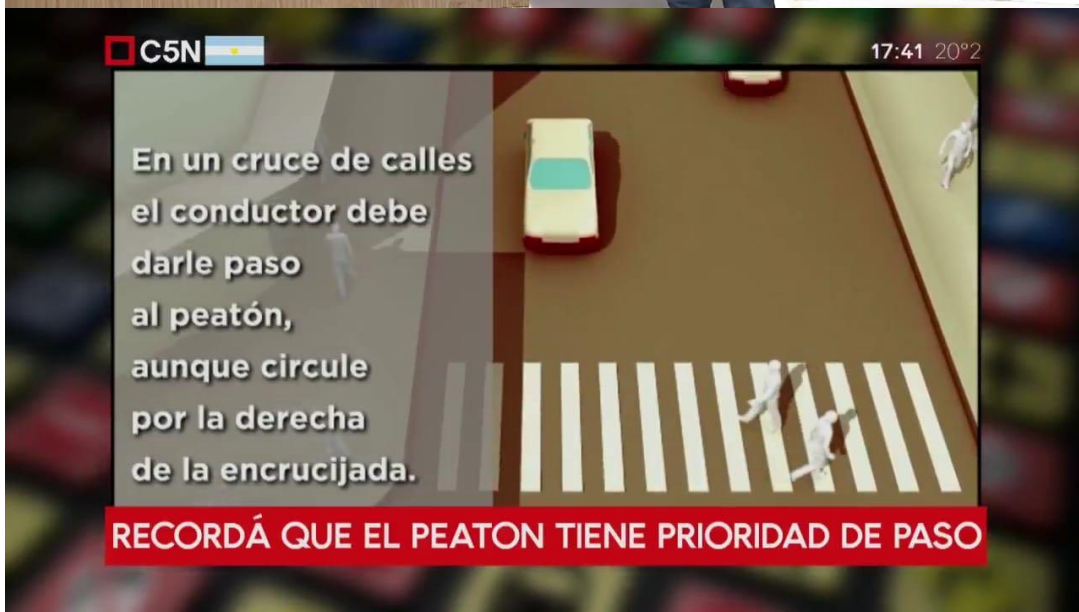 C5N
17:41 20°2
En un cruce de calles
el conductor debe
darle paso
al peatón,
aunque circule
por la derecha
de la encrucijada.
RECORDÁ QUE EL PEATON TIENE PRIORIDAD DE PASO